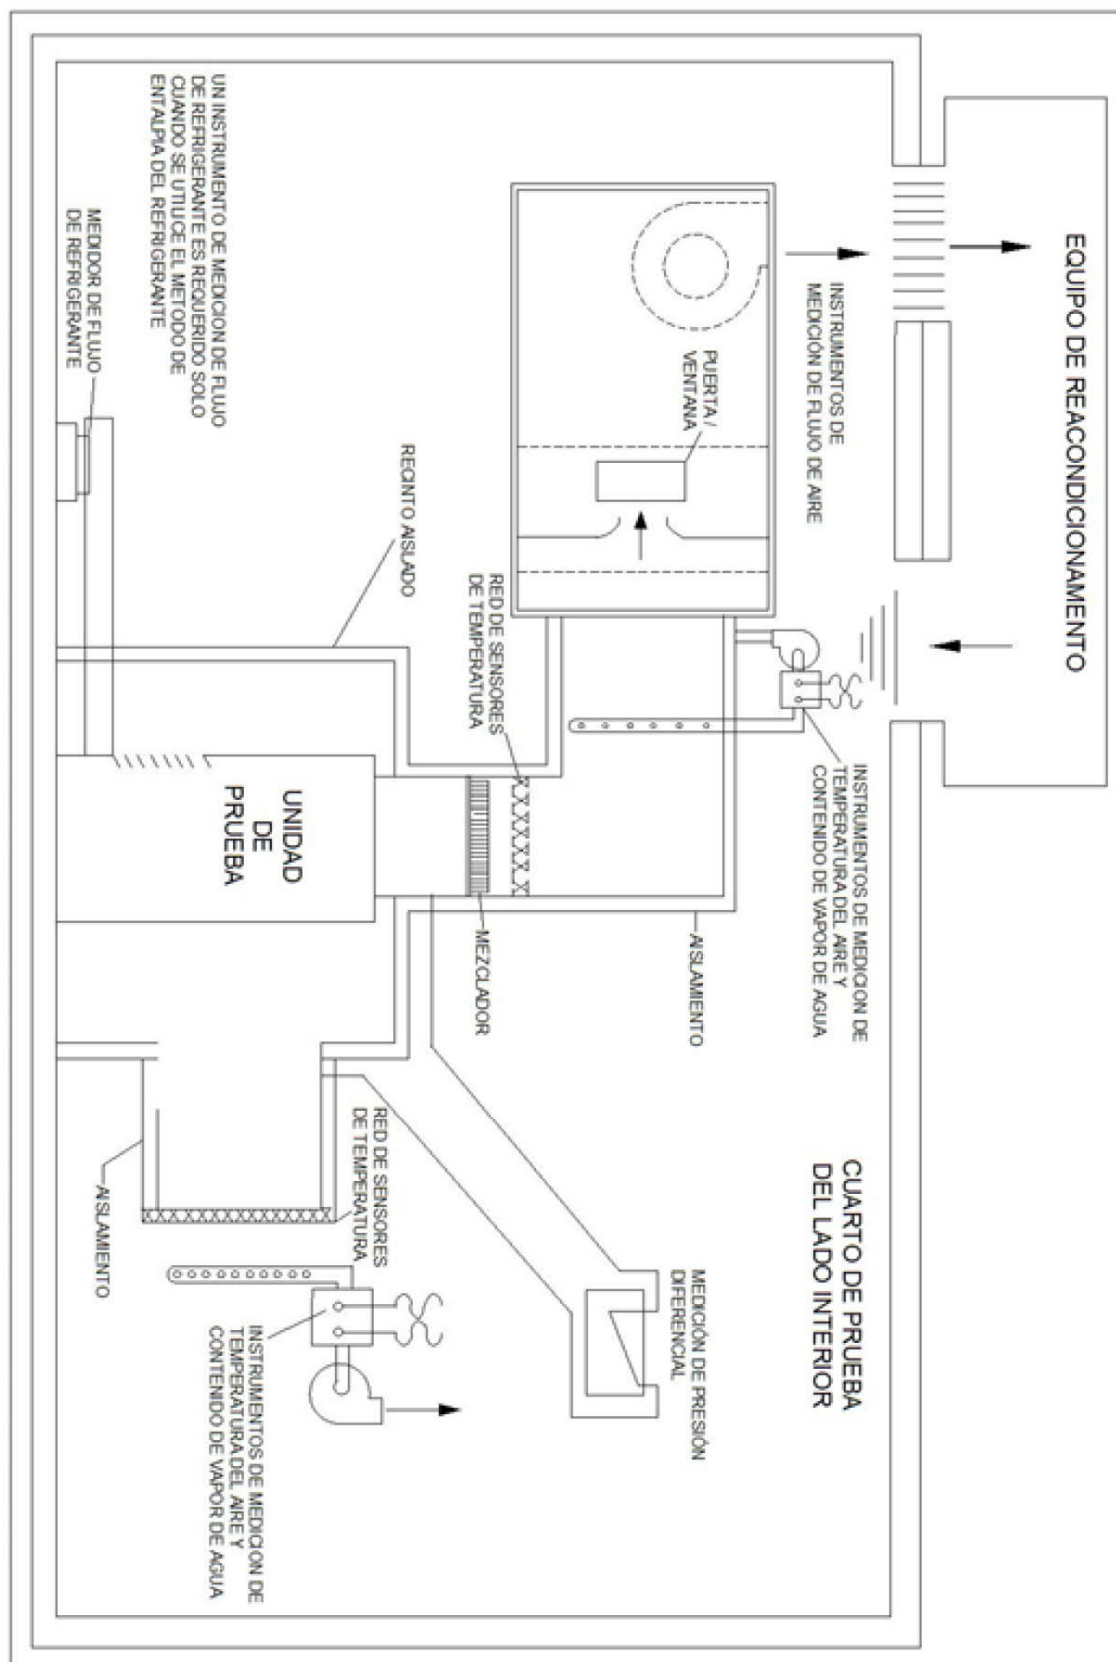 EQUIPO DE REACONDICIONAMENTO
INSTRUMENTOS DE
MEDICIÓN DE FLUJO DE AIRE
PUERTA /
VENTANA
INSTRUMENTOS DE MEDICION DE
TEMPERATURA DEL AIRE Y
CONTENIDO DE VAPOR DE AGUA
CUARTO DE PRUEBA
DEL LADO INTERIOR
RED DE SENSORES
DE TEMPERATURA
AISLAMIENTO
MEZCLADOR
MEDICIÓN DE PRESIÓN
DIFERENCIAL
RECINTO AISLADO
UN INSTRUMENTO DE MEDICION DE FLUJO
DE REFRIGERANTE ES REQUERIDO SOLO
CUANDO SE UTILICE EL METODO DE
ENTALPIA DEL REFRIGERANTE
MEDIDOR DE FLUJO
DE REFRIGERANTE
UNIDAD
DE
PRUEBA
RED DE SENSORES
DE TEMPERATURA
AISLAMIENTO
INSTRUMENTOS DE MEDICION DE
TEMPERATURA DEL AIRE Y
CONTENIDO DE VAPOR DE AGUA